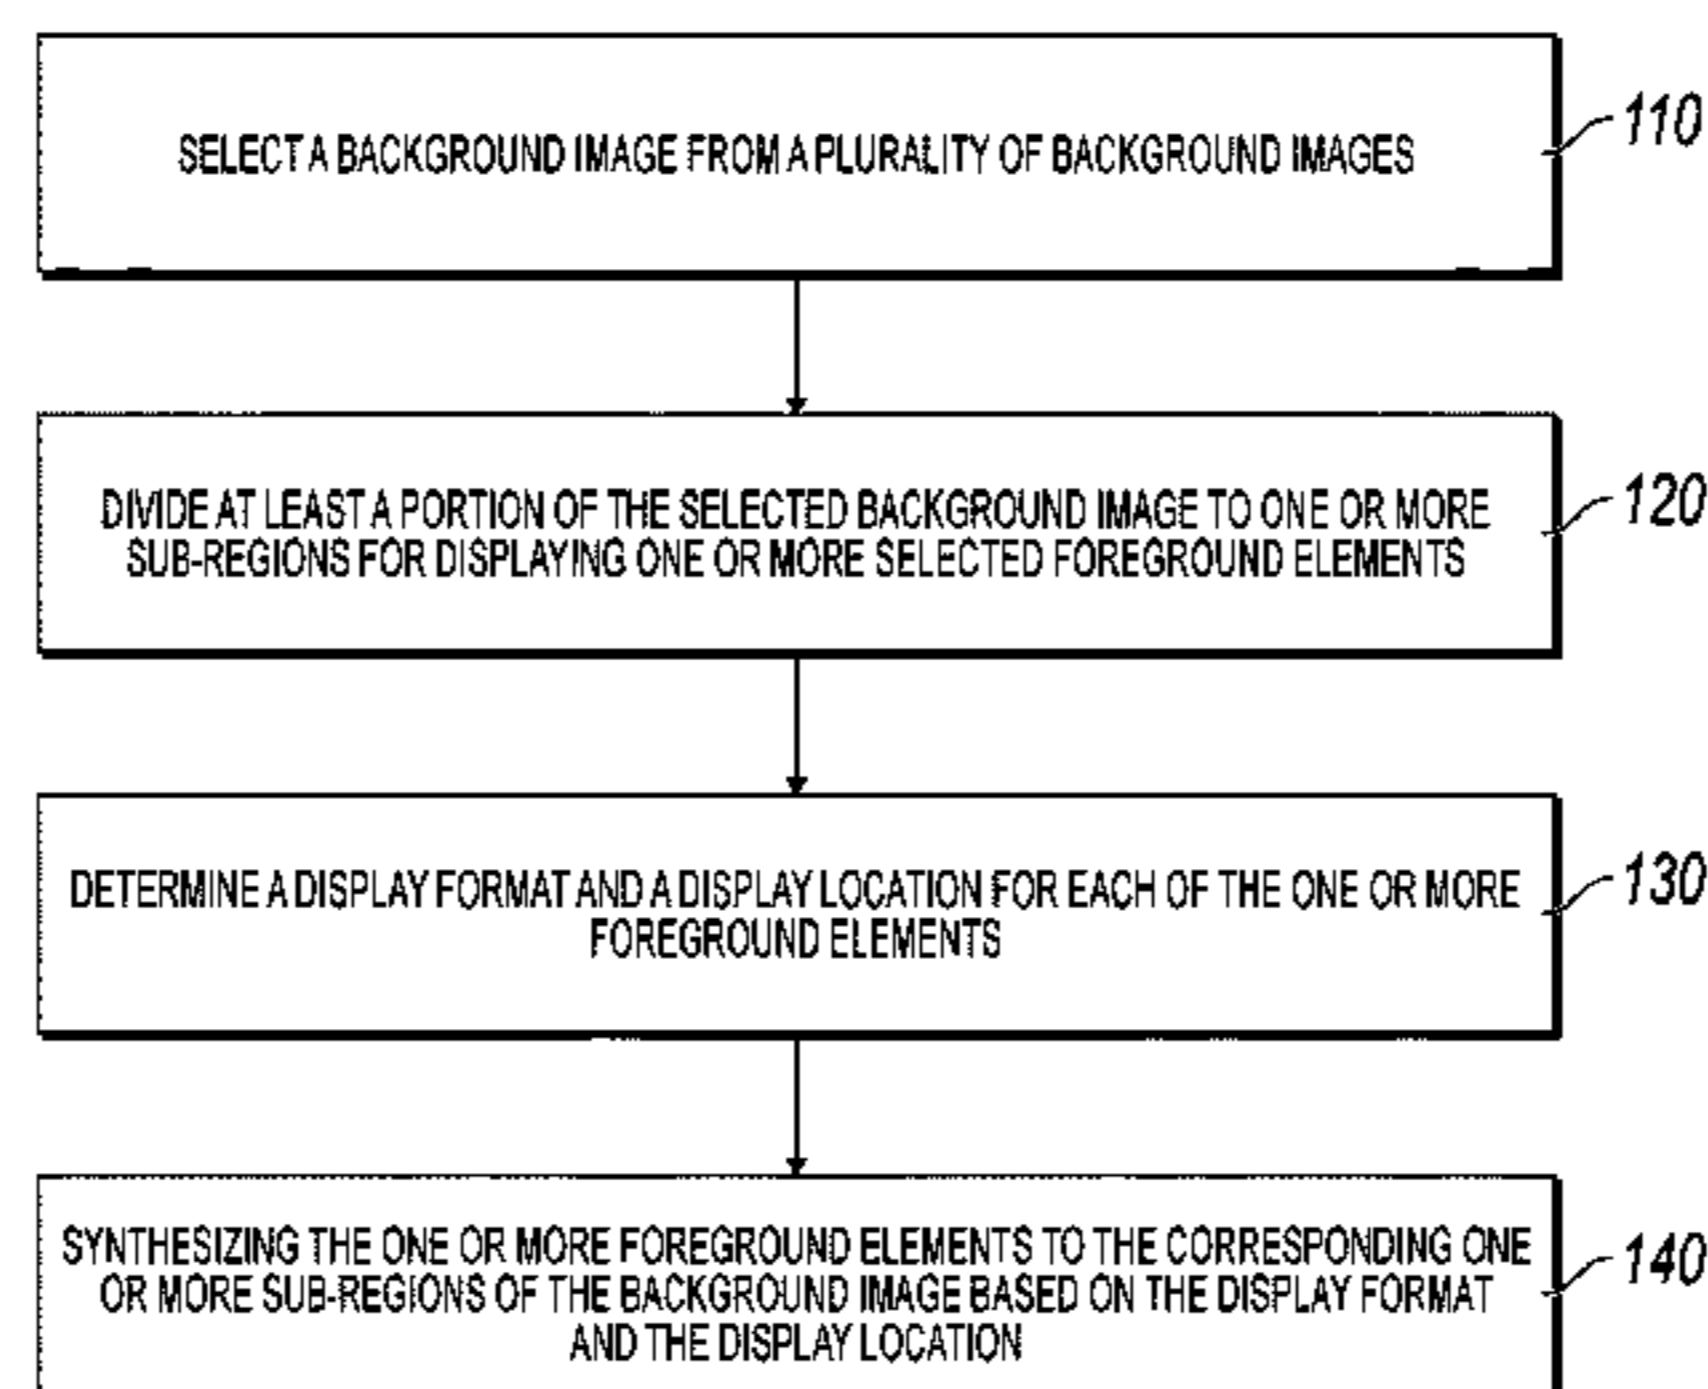 SELECT A BACKGROUND IMAGE FROM A PLURALITY OF BACKGROUND IMAGES
110
DIVIDE AT LEAST A PORTION OF THE SELECTED BACKGROUND IMAGE TO ONE OR MORE
SUB-REGIONS FOR DISPLAYING ONE OR MORE SELECTED FOREGROUND ELEMENTS
120
DETERMINE A DISPLAY FORMAT AND A DISPLAY LOCATION FOR EACH OF THE ONE OR MORE
FOREGROUND ELEMENTS
130
SYNTHESIZING THE ONE OR MORE FOREGROUND ELEMENTS TO THE CORRESPONDING ONE
OR MORE SUB-REGIONS OF THE BACKGROUND IMAGE BASED ON THE DISPLAY FORMAT
AND THE DISPLAY LOCATION
140